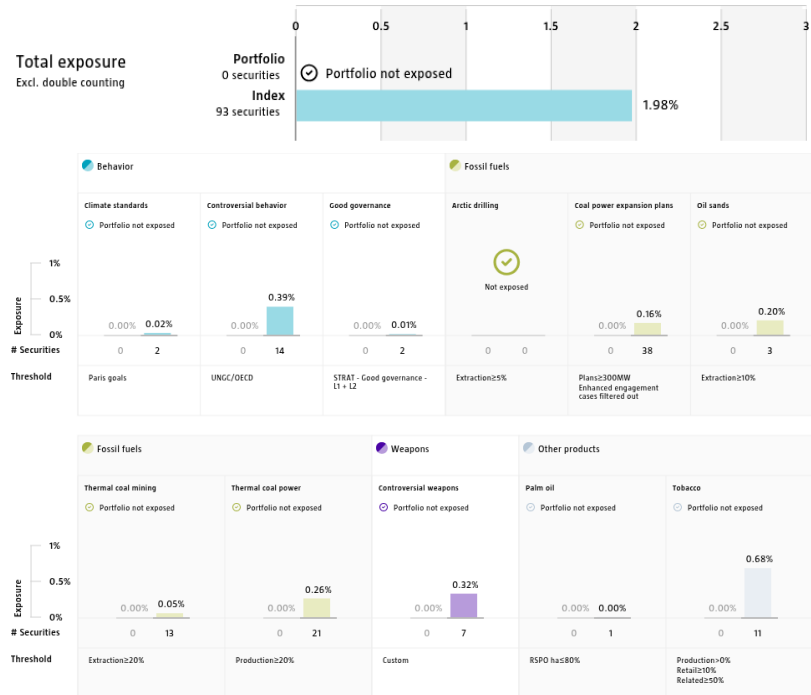 0 0.5 1 1.5 2 2.5 3
Total exposure
Excl. double counting
Portfolio
0 securities
Portfolio not exposed
Index
93 securities
1.98%
Behavior
Fossil fuels
Climate standards
Controversial behavior
Good governance
Arctic drilling
Coal power expansion plans
Oil sands
Portfolio not exposed
Portfolio not exposed
Portfolio not exposed
Portfolio not exposed
Portfolio not exposed
Not exposed
Exposure
1%
0.5%
0%
0.00% 0.02%
0.00% 0.39%
0.00% 0.01%
0.00% 0.16%
0.00% 0.20%
# Securities
0 2
0 14
0 2
0 0
0 38
0 3
Threshold
Paris goals
UNGC/OECD
STRAT - Good governance -
L1 + L2
Extraction≥5%
Plans≥300MW
Enhanced engagement
cases filtered out
Extraction≥10%
Fossil fuels
Weapons
Other products
Thermal coal mining
Thermal coal power
Controversial weapons
Palm oil
Tobacco
Portfolio not exposed
Portfolio not exposed
Portfolio not exposed
Portfolio not exposed
Portfolio not exposed
Exposure
1%
0.5%
0%
0.00% 0.05%
0.00% 0.26%
0.00% 0.32%
0.00% 0.00%
0.00% 0.68%
# Securities
0 13
0 21
0 7
0 1
0 11
Threshold
Extraction≥20%
Production≥20%
Custom
RSPO ha≤80%
Production>0%
Retail≥10%
Related≥50%